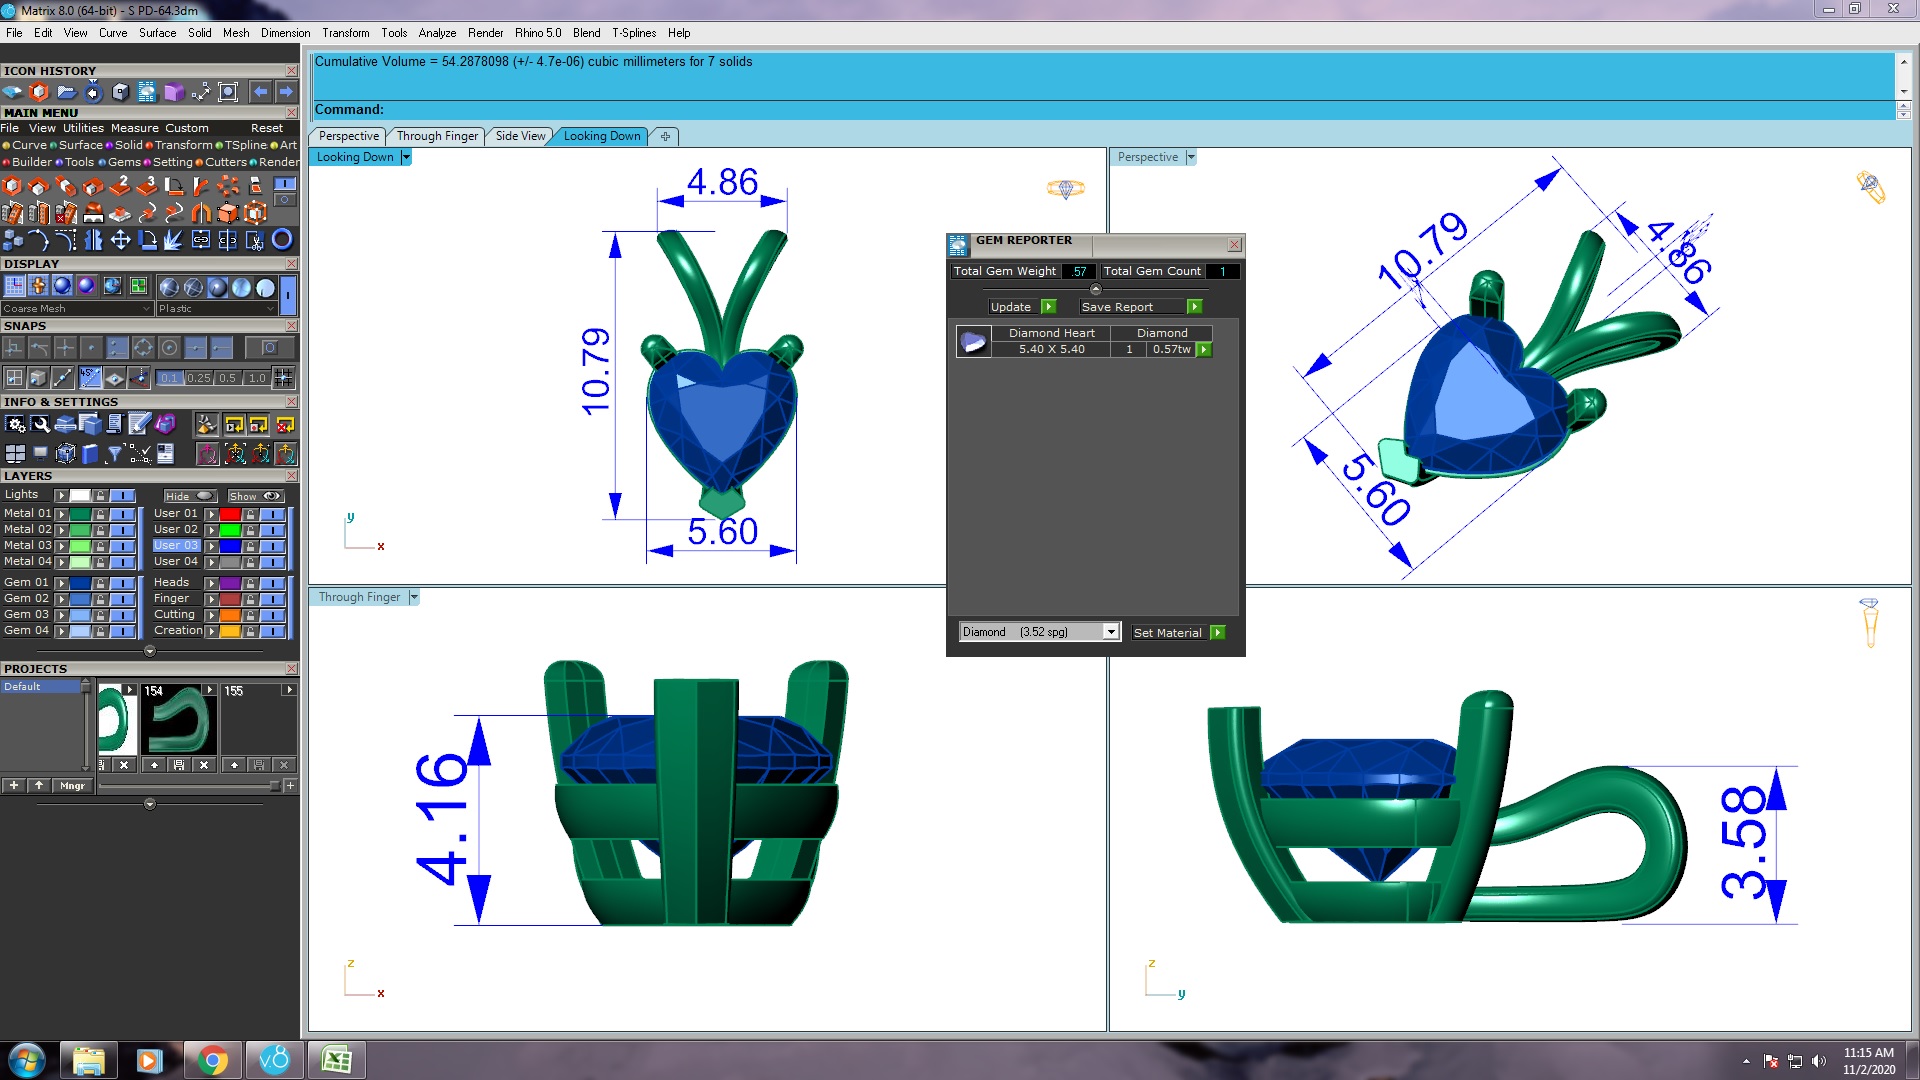 Matrix 8.0 (64-bit) - S PD-64.3dm
File Edit View Curve Surface Solid Mesh Dimension Transform Tools Analyze Render Rhino 5.0 Blend T-Splines Help
ICON HISTORY
MAIN MENU
File View Utilities Measure Custom Reset
Curve Surface Solid Transform TSpline Art
Builder Tools Gems Setting Cutters Render
DISPLAY
Coarse Mesh Plastic
SNAPS
0.1 0.25 0.5 1.0
INFO & SETTINGS
LAYERS
Lights Hide Show
Metal 01 User 01
Metal 02 User 02
Metal 03 User 03
Metal 04 User 04
Gem 01 Heads
Gem 02 Finger
Gem 03 Cutting
Gem 04 Creation
PROJECTS
Default
154 155
Mngr
Cumulative Volume = 54.2878098 (+/- 4.7e-06) cubic millimeters for 7 solids
Command:
Perspective Through Finger Side View Looking Down
Looking Down
4.86
10.79
5.60
y
x
Perspective
10.79
4.86
5.60
GEM REPORTER
Total Gem Weight .57 Total Gem Count 1
Update Save Report
Diamond Heart Diamond
5.40 X 5.40 1 0.57tw
Diamond (3.52 spg) Set Material
Through Finger
4.16
z
x
3.58
z
y
v8
11:15 AM
11/2/2020